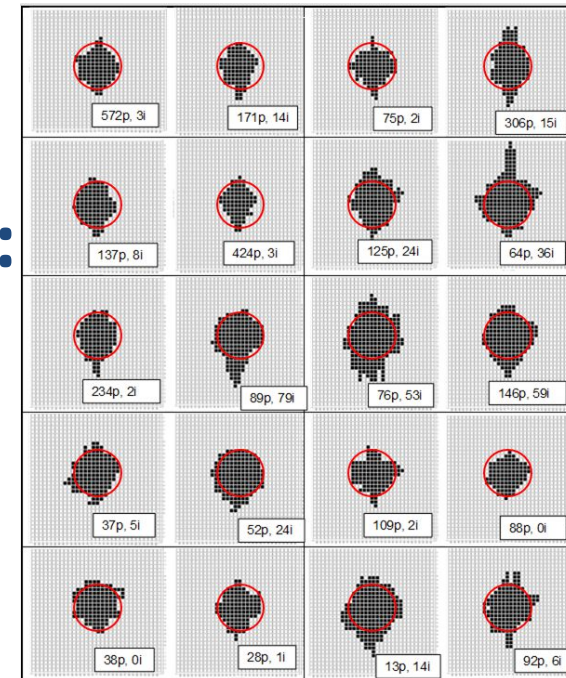 572p, 3i
171p, 14i
75p, 2i
306p, 15i
137p, 8i
424p, 3i
125p, 24i
64p, 36i
234p, 2i
89p, 79i
76p, 53i
146p, 59i
37p, 5i
52p, 24i
109p, 2i
88p, 0i
38p, 0i
28p, 1i
13p, 14i
92p, 6i